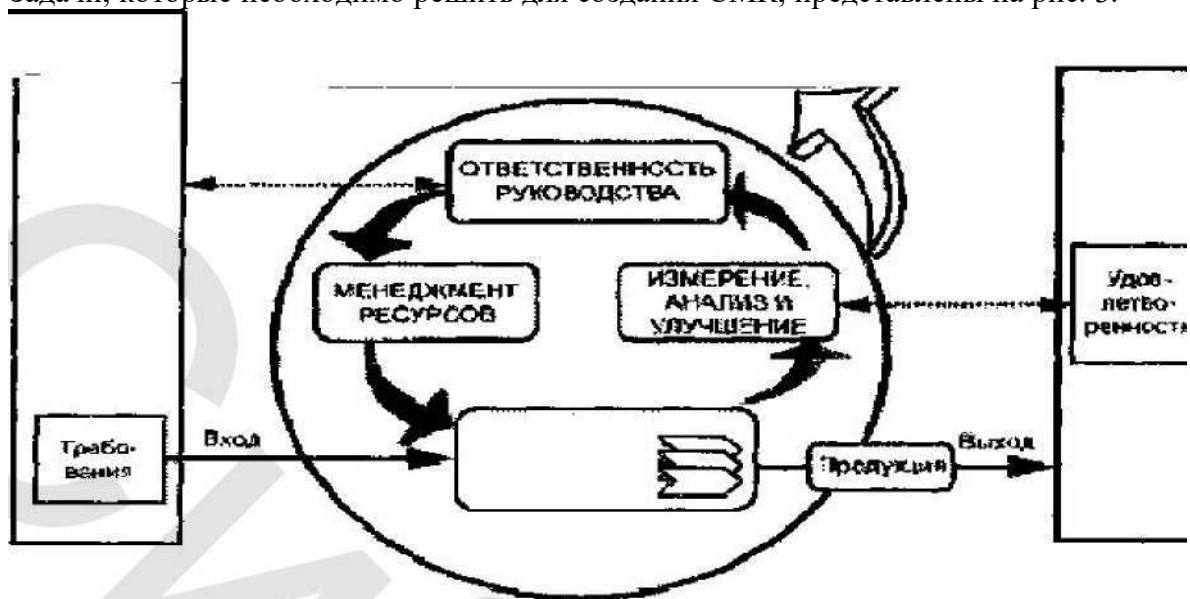 Задачи, которые необходимо решить для создания СМК, представлены на рис. 3.
ОТВЕТСТВЕННОСТЬ
РУКОВОДСТВА
МЕНЕДЖМЕНТ
РЕСУРСОВ
ИЗМЕРЕНИЕ,
АНАЛИЗ И
УЛУЧШЕНИЕ
Удов-
летво-
ренность
Требо-
вания
Вход
Продукция
Выход